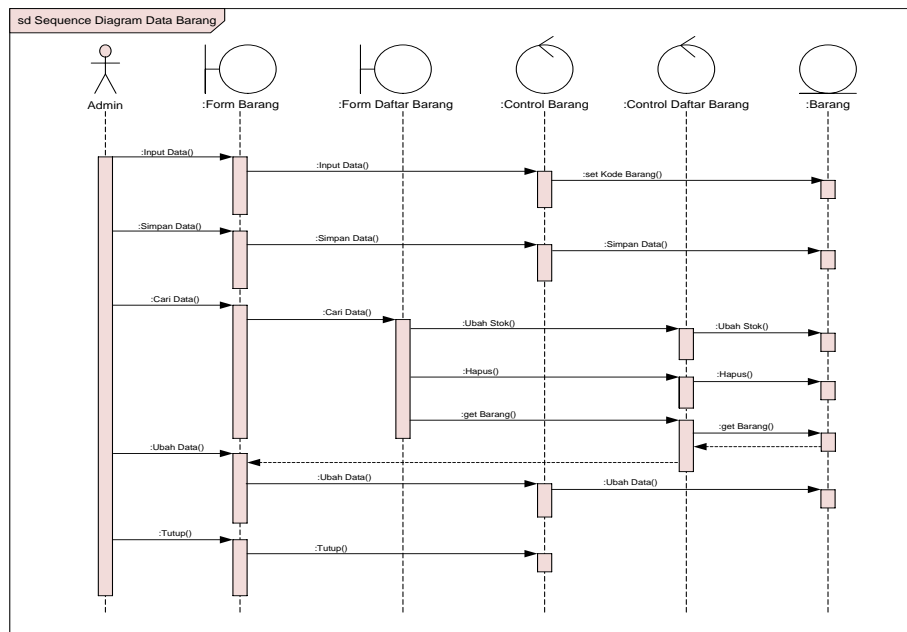 sd Sequence Diagram Data Barang
Admin
:Form Barang
:Form Daftar Barang
:Control Barang
:Control Daftar Barang
:Barang
:Input Data()
:Input Data()
:set Kode Barang()
:Simpan Data()
:Simpan Data()
:Simpan Data()
:Cari Data()
:Cari Data()
:Ubah Stok()
:Ubah Stok()
:Hapus()
:Hapus()
:get Barang()
:get Barang()
:Ubah Data()
:Ubah Data()
:Ubah Data()
:Tutup()
:Tutup()